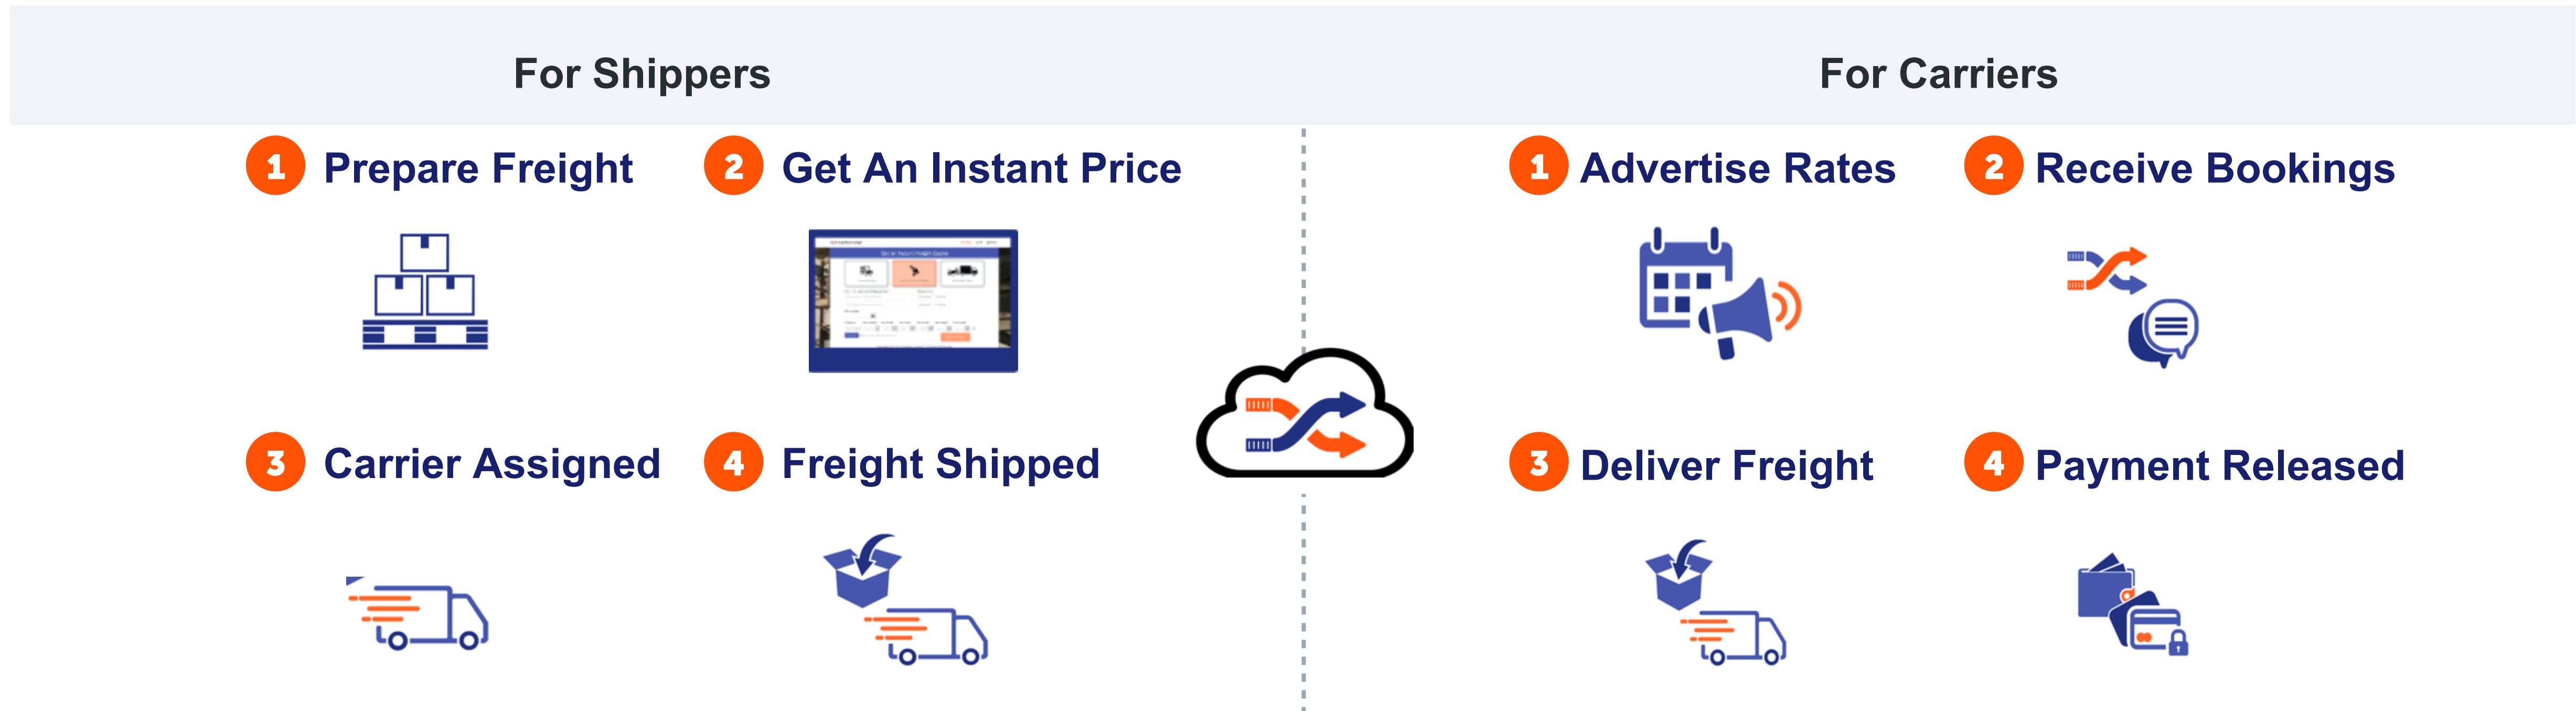 For Shippers
For Carriers
1 Prepare Freight
2 Get An Instant Price
3 Carrier Assigned
4 Freight Shipped
1 Advertise Rates
2 Receive Bookings
3 Deliver Freight
4 Payment Released